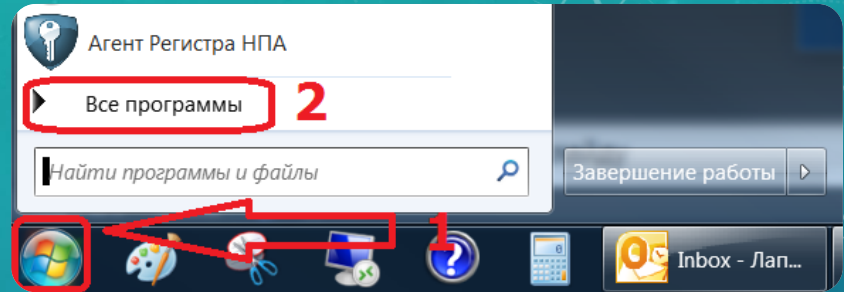 Агент Регистра НПА
Все программы 2
Найти программы и файлы
Завершение работы
1
Inbox - Лап...